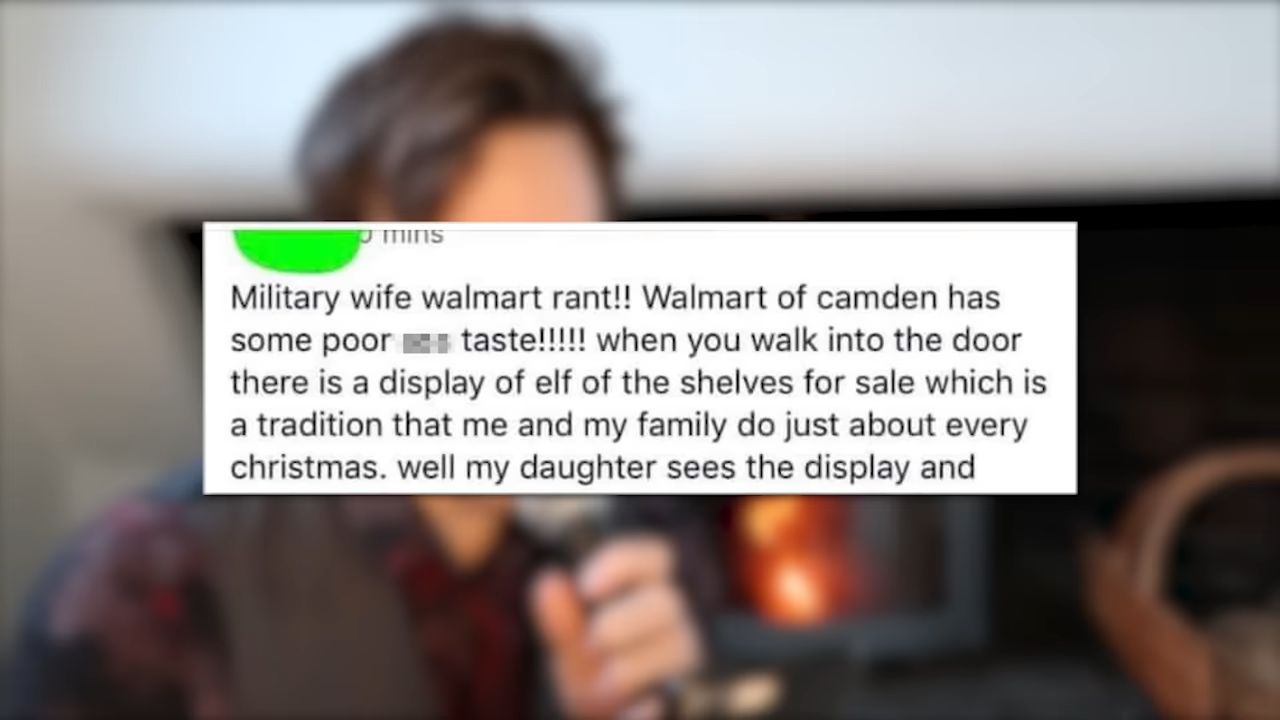 mins
Military wife walmart rant!! Walmart of camden has
some poor taste!!!!! when you walk into the door
there is a display of elf of the shelves for sale which is
a tradition that me and my family do just about every
christmas. well my daughter sees the display and